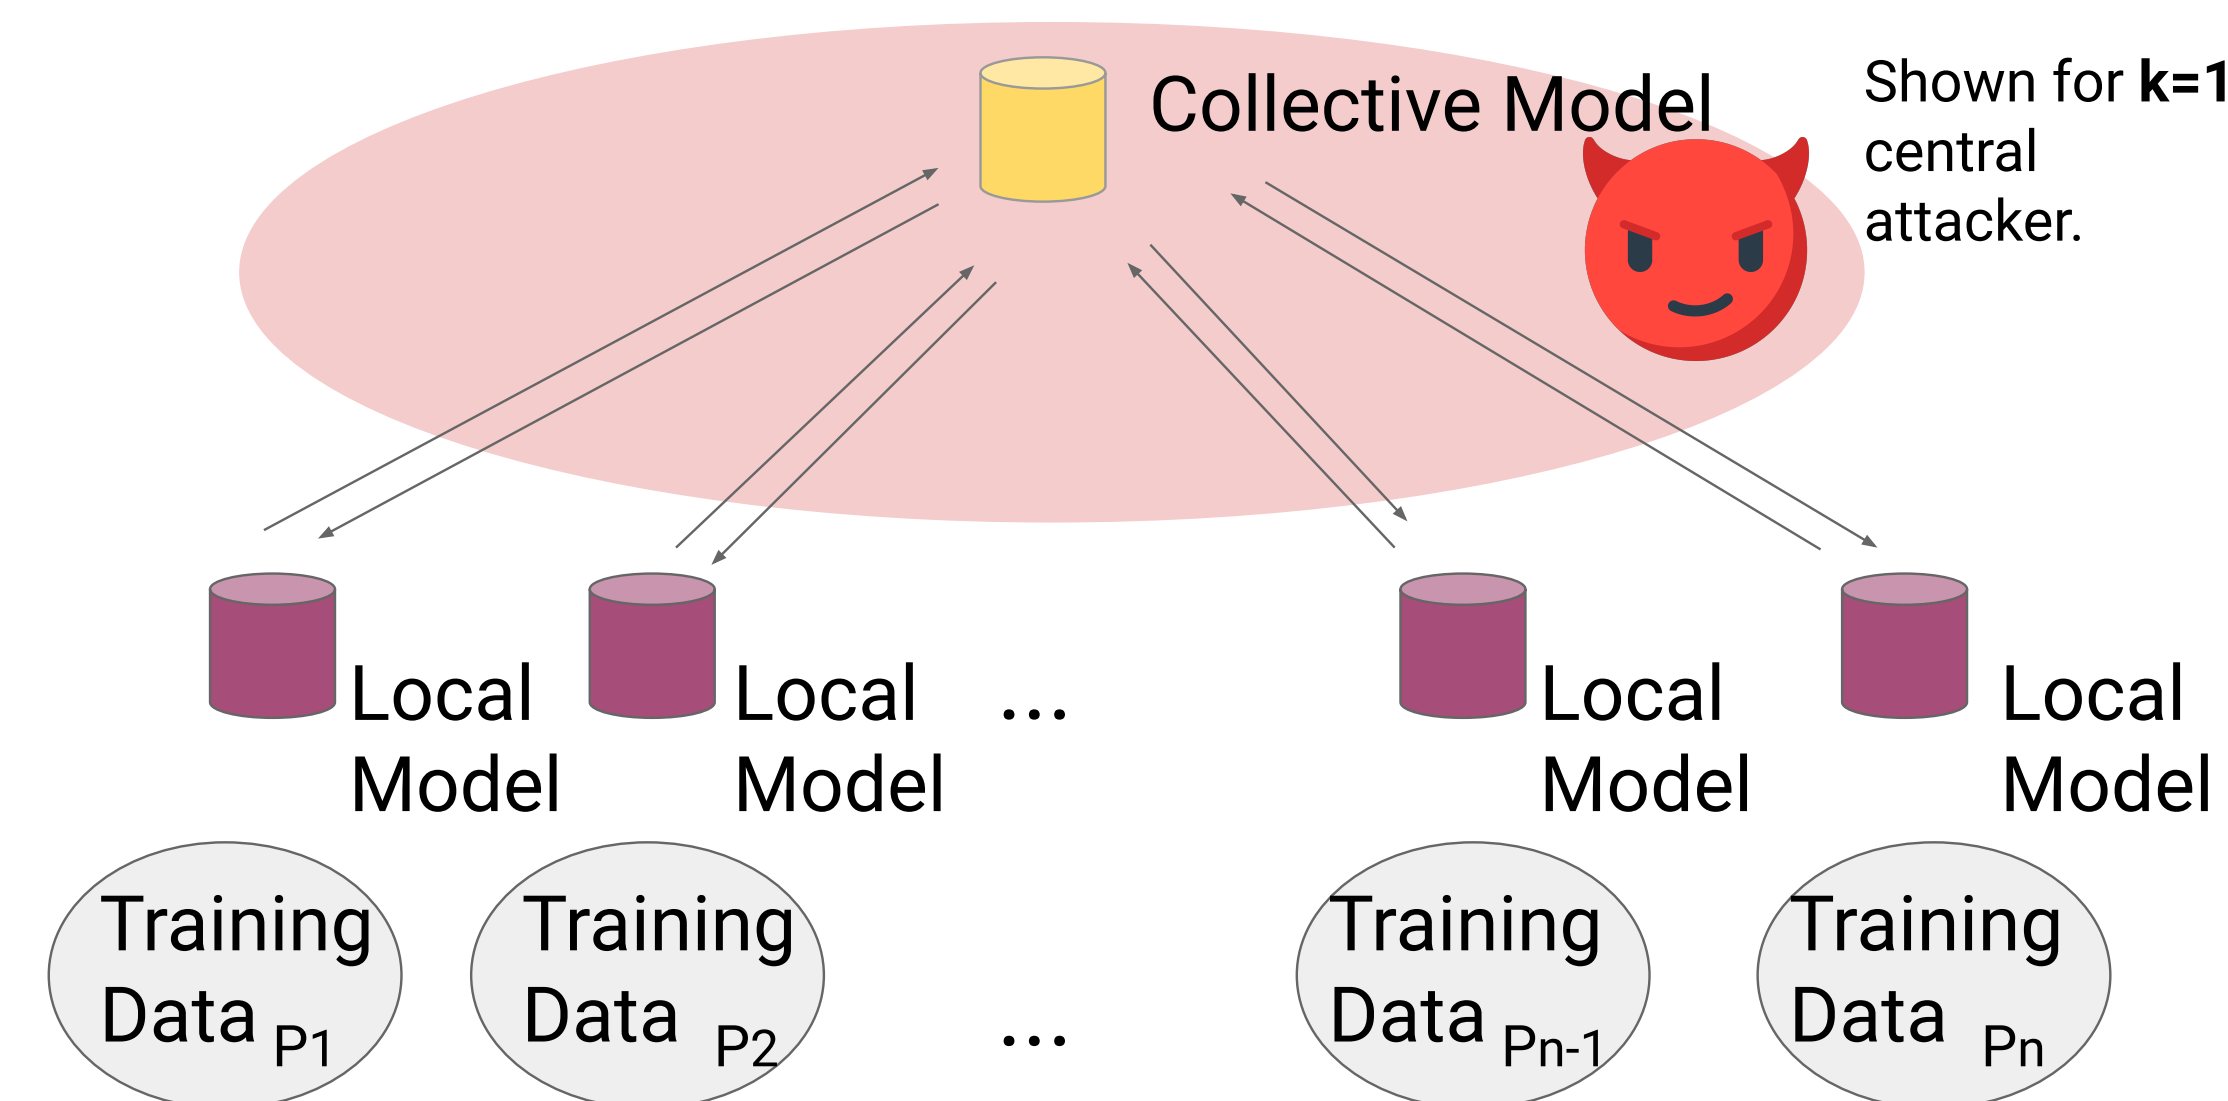 Collective Model
Shown for k=1
central
attacker.
Local
Model
Local
Model
...
Local
Model
Local
Model
Training
Data P1
Training
Data P2
...
Training
Data Pn-1
Training
Data Pn